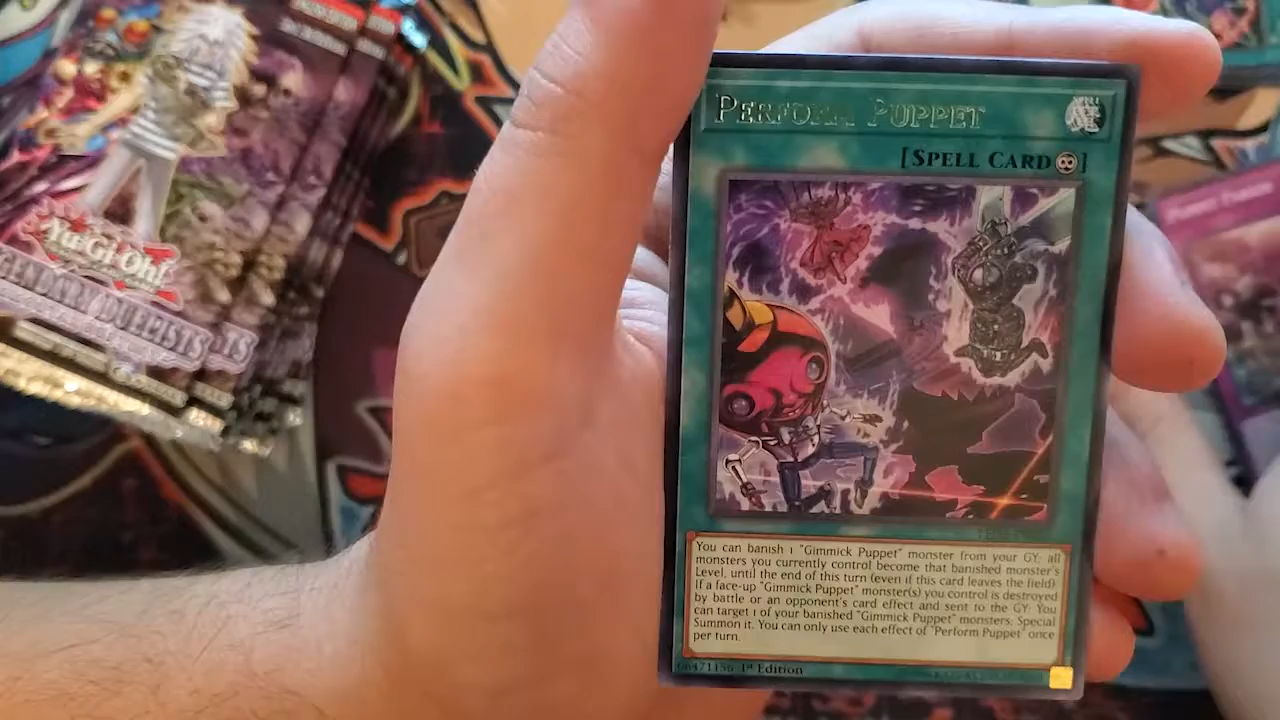 PERFORM PUPPET
[SPELL CARD]
You can banish 1 "Gimmick Puppet" monster from your GY; all
monsters you currently control become that banished monster's
Level, until the end of this turn (even if this card leaves the field).
If a face-up "Gimmick Puppet" monster(s) you control is destroyed
by battle or an opponent's card effect and sent to the GY: You
can target 1 of your banished "Gimmick Puppet" monsters; Special
Summon it. You can only use each effect of "Perform Puppet" once
per turn.
1st Edition
Yu-Gi-Oh!
DUELISTS